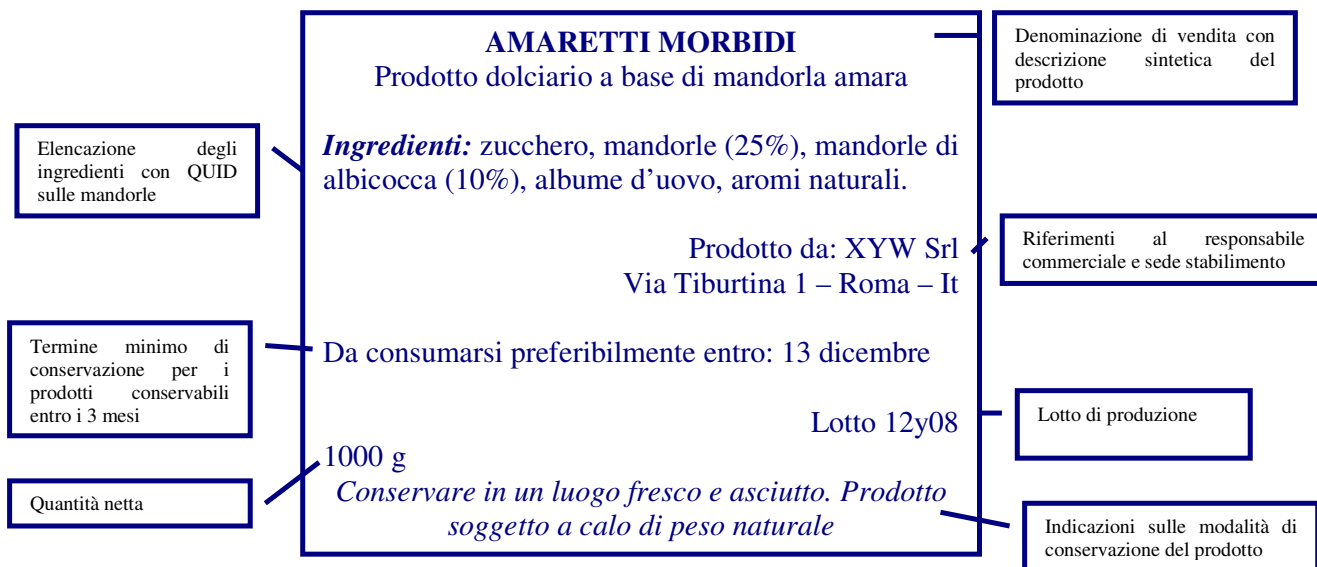 AMARETTI MORBIDI
Prodotto dolciario a base di mandorla amara
Denominazione di vendita con
descrizione sintetica del
prodotto
Elencazione degli
ingredienti con QUID
sulle mandorle
Ingredienti: zucchero, mandorle (25%), mandorle di
albicocca (10%), albume d'uovo, aromi naturali.
Prodotto da: XYW Srl
Via Tiburtina 1 – Roma – It
Riferimenti al responsabile
commerciale e sede stabilimento
Termine minimo di
conservazione per i
prodotti conservabili
entro i 3 mesi
Da consumarsi preferibilmente entro: 13 dicembre
Lotto 12y08
Lotto di produzione
Quantità netta
1000 g
Conservare in un luogo fresco e asciutto. Prodotto
soggetto a calo di peso naturale
Indicazioni sulle modalità di
conservazione del prodotto